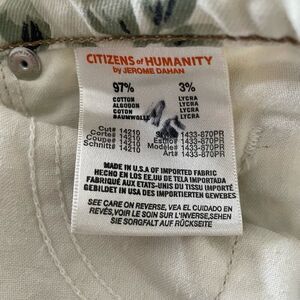 CITIZENS of HUMANITY
by JEROME DAHAN
97% 3%
COTTON LYCRA
ALGODON LYCRA
COTON LYCRA
BAUMWOLLE LYCRA
Cut# 14210 Style# 1433-870PR
Corte# 14210 Estilo# 1433-870PR
Coupe# 14210 Modele# 1433-870PR
Schnitt# 14210 Art# 1433-870PR
MADE IN U.S.A OF IMPORTED FABRIC
HECHO EN LOS EE.UU DE TELA IMPORTADA
FABRIQUÉ AUX ETATS-UNIS DU TISSU IMPORTÉ
GEBILDET IN USA DES IMPORTIERTEN GEWEBES
SEE CARE ON REVERSE, VEA EL CUIDADO EN
REVÉS,VOIR LE SOIN SUR L'INVERSE,SEHEN
SIE SORGFALT AUF RÜCKSEITE